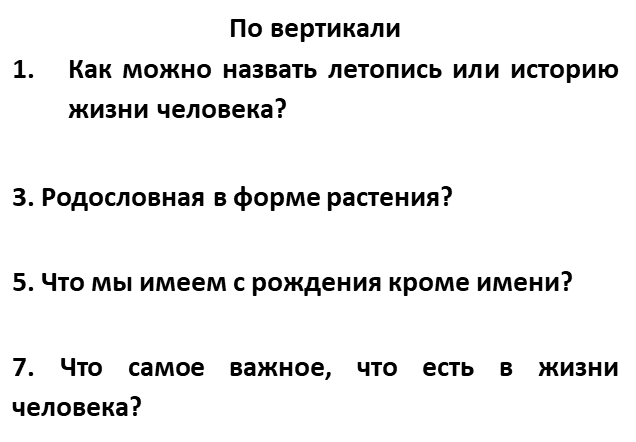 По вертикали
1. Как можно назвать летопись или историю
жизни человека?
3. Родословная в форме растения?
5. Что мы имеем с рождения кроме имени?
7. Что самое важное, что есть в жизни
человека?